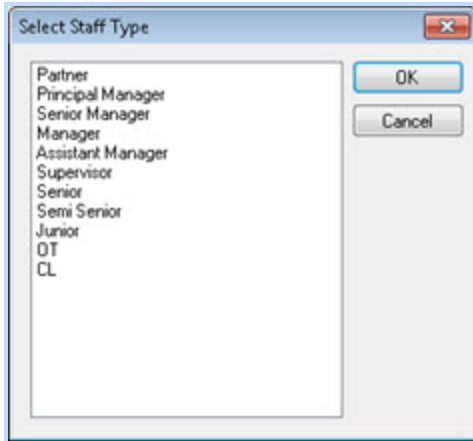 Select Staff Type
Partner
Principal Manager
Senior Manager
Manager
Assistant Manager
Supervisor
Senior
Semi Senior
Junior
OT
CL
OK
Cancel